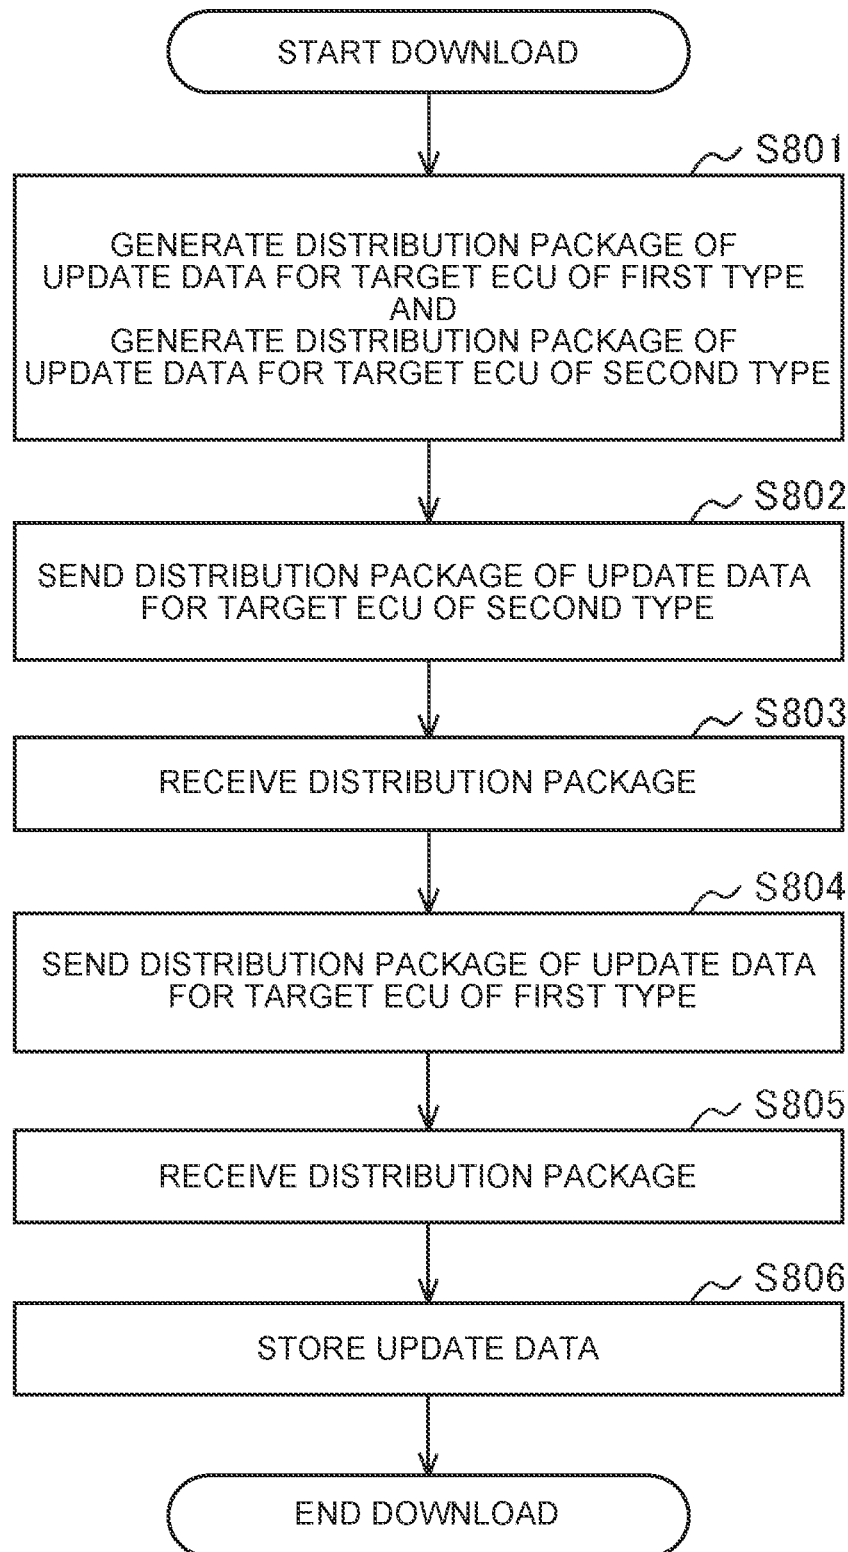 START DOWNLOAD
S801
GENERATE DISTRIBUTION PACKAGE OF
UPDATE DATA FOR TARGET ECU OF FIRST TYPE
AND
GENERATE DISTRIBUTION PACKAGE OF
UPDATE DATA FOR TARGET ECU OF SECOND TYPE
S802
SEND DISTRIBUTION PACKAGE OF UPDATE DATA
FOR TARGET ECU OF SECOND TYPE
S803
RECEIVE DISTRIBUTION PACKAGE
S804
SEND DISTRIBUTION PACKAGE OF UPDATE DATA
FOR TARGET ECU OF FIRST TYPE
S805
RECEIVE DISTRIBUTION PACKAGE
S806
STORE UPDATE DATA
END DOWNLOAD